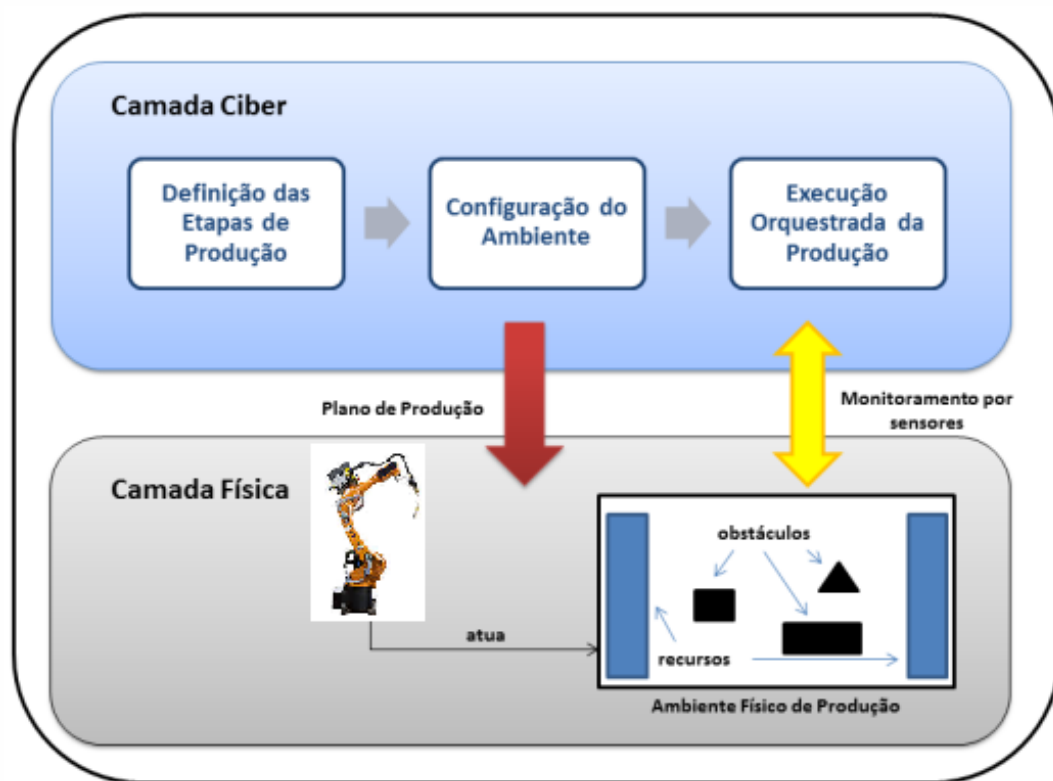 Camada Ciber
Definição das
Etapas de
Produção
Configuração do
Ambiente
Execução
Orquestrada da
Produção
Plano de Produção
Monitoramento por
sensores
Camada Física
obstáculos
atua
recursos
Ambiente Físico de Produção